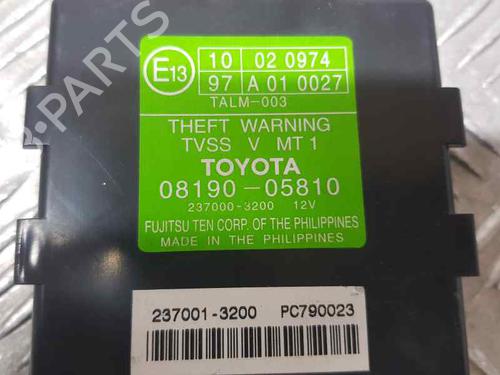 E13 10 02 0974
97 A 01 0027
TALM-003
THEFT WARNING
TVSS V MT1
TOYOTA
08190-05810
237000-3200 12V
FUJITSU TEN CORP. OF THE PHILIPPINES
MADE IN THE PHILIPPINES
237001-3200 PC790023